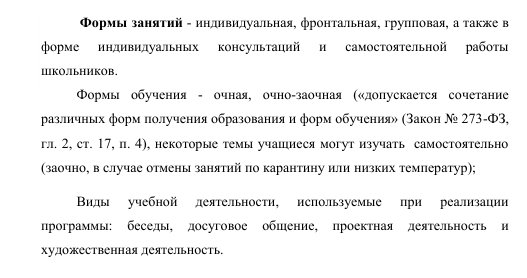 Формы занятий - индивидуальная, фронтальная, групповая, а также в
форме индивидуальных консультаций и самостоятельной работы
школьников.
Формы обучения - очная, очно-заочная («допускается сочетание
различных форм получения образования и форм обучения» (Закон № 273-ФЗ,
гл. 2, ст. 17, п. 4), некоторые темы учащиеся могут изучать самостоятельно
(заочно, в случае отмены занятий по карантину или низких температур);
Виды учебной деятельности, используемые при реализации
программы: беседы, досуговое общение, проектная деятельность и
художественная деятельность.